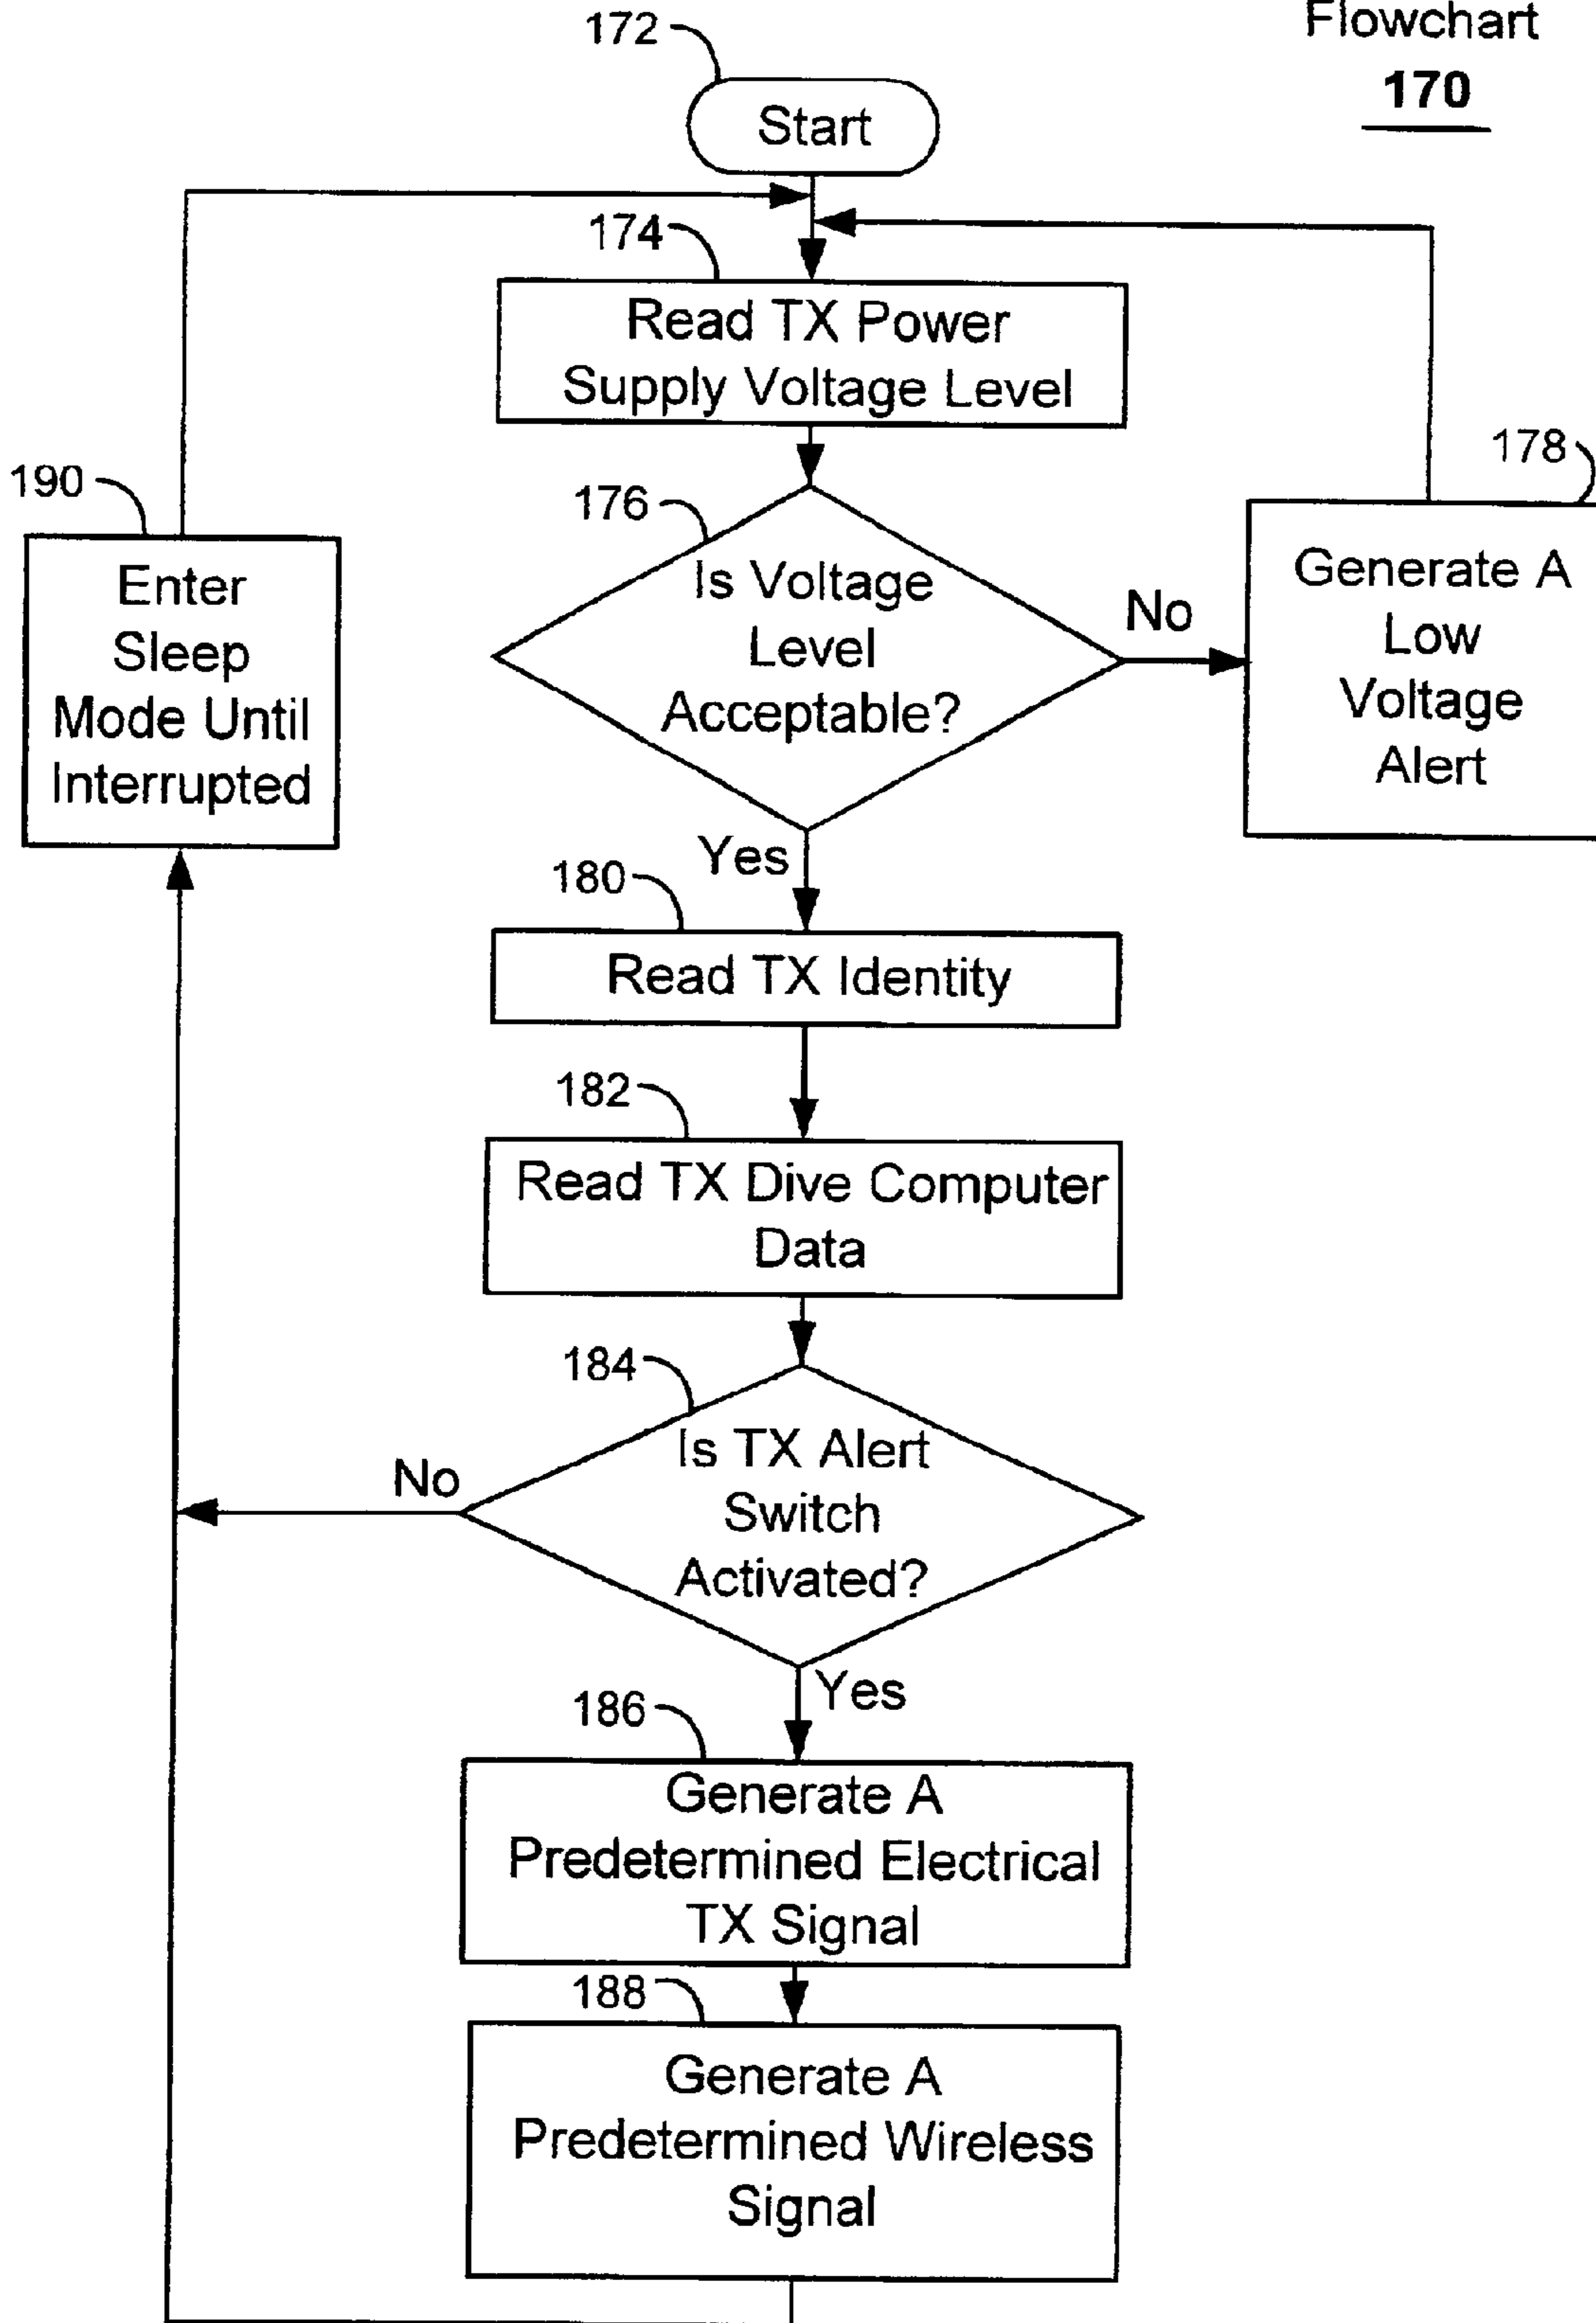 Flowchart
170
172
Start
174
Read TX Power
Supply Voltage Level
176
Is Voltage
Level
Acceptable?
No
178
Generate A
Low
Voltage
Alert
190
Enter
Sleep
Mode Until
Interrupted
Yes
180
Read TX Identity
182
Read TX Dive Computer
Data
184
Is TX Alert
Switch
Activated?
No
Yes
186
Generate A
Predetermined Electrical
TX Signal
188
Generate A
Predetermined Wireless
Signal